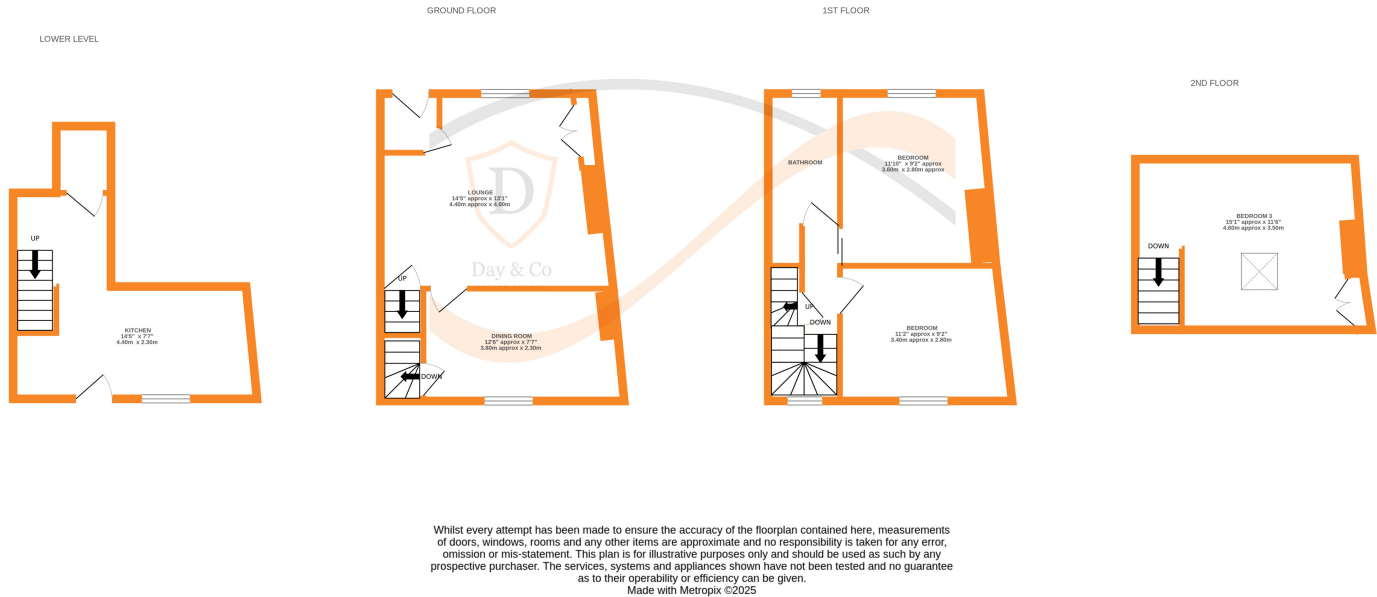 LOWER LEVEL
UP
KITCHEN
14'5" x 7'7"
4.40m x 2.30m
GROUND FLOOR
LOUNGE
14'5" approx x 13'1"
4.40m approx x 4.00m
D
Day & Co
UP
DINING ROOM
12'6" approx x 7'7"
3.80m approx x 2.30m
DOWN
1ST FLOOR
BATHROOM
BEDROOM
11'10" x 9'2" approx
3.60m x 2.80m approx
UP
DOWN
BEDROOM
11'2" approx x 9'2"
3.40m approx x 2.80m
2ND FLOOR
BEDROOM 3
15'1" approx x 11'6"
4.60m approx x 3.50m
DOWN
Whilst every attempt has been made to ensure the accuracy of the floorplan contained here, measurements
of doors, windows, rooms and any other items are approximate and no responsibility is taken for any error,
omission or mis-statement. This plan is for illustrative purposes only and should be used as such by any
prospective purchaser. The services, systems and appliances shown have not been tested and no guarantee
as to their operability or efficiency can be given.
Made with Metropix ©2025